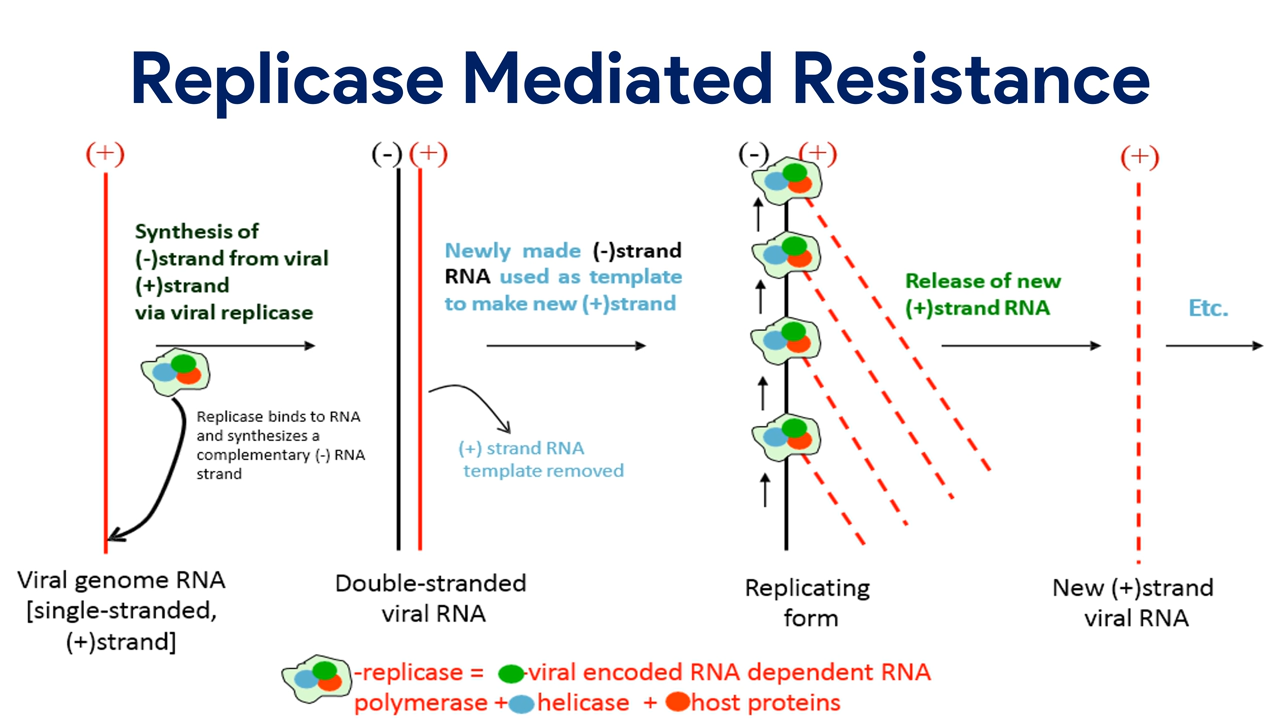 Replicase Mediated Resistance
(+)
(-) (+)
(-) (+)
(+)
Synthesis of
(-)strand from viral
(+)strand
via viral replicase
Replicase binds to RNA
and synthesizes a
complementary (-) RNA
strand
Newly made (-)strand
RNA used as template
to make new (+)strand
(+) strand RNA
template removed
Release of new
(+)strand RNA
Etc.
Viral genome RNA
[single-stranded,
(+)strand]
Double-stranded
viral RNA
Replicating
form
New (+)strand
viral RNA
-replicase = -viral encoded RNA dependent RNA
polymerase + helicase + host proteins